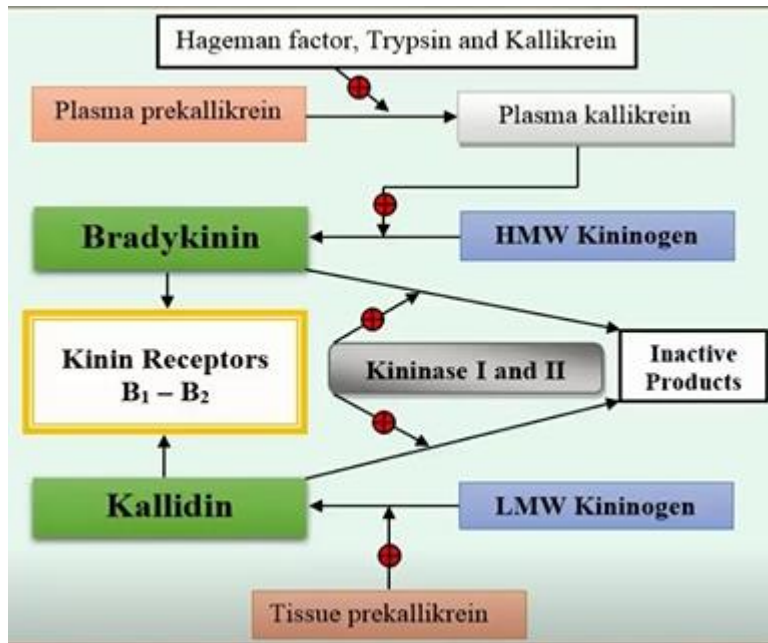 Hageman factor, Trypsin and Kallikrein
Plasma prekallikrein
Plasma kallikrein
Bradykinin
HMW Kininogen
Kinin Receptors
B₁ – B₂
Kininase I and II
Inactive
Products
Kallidin
LMW Kininogen
Tissue prekallikrein